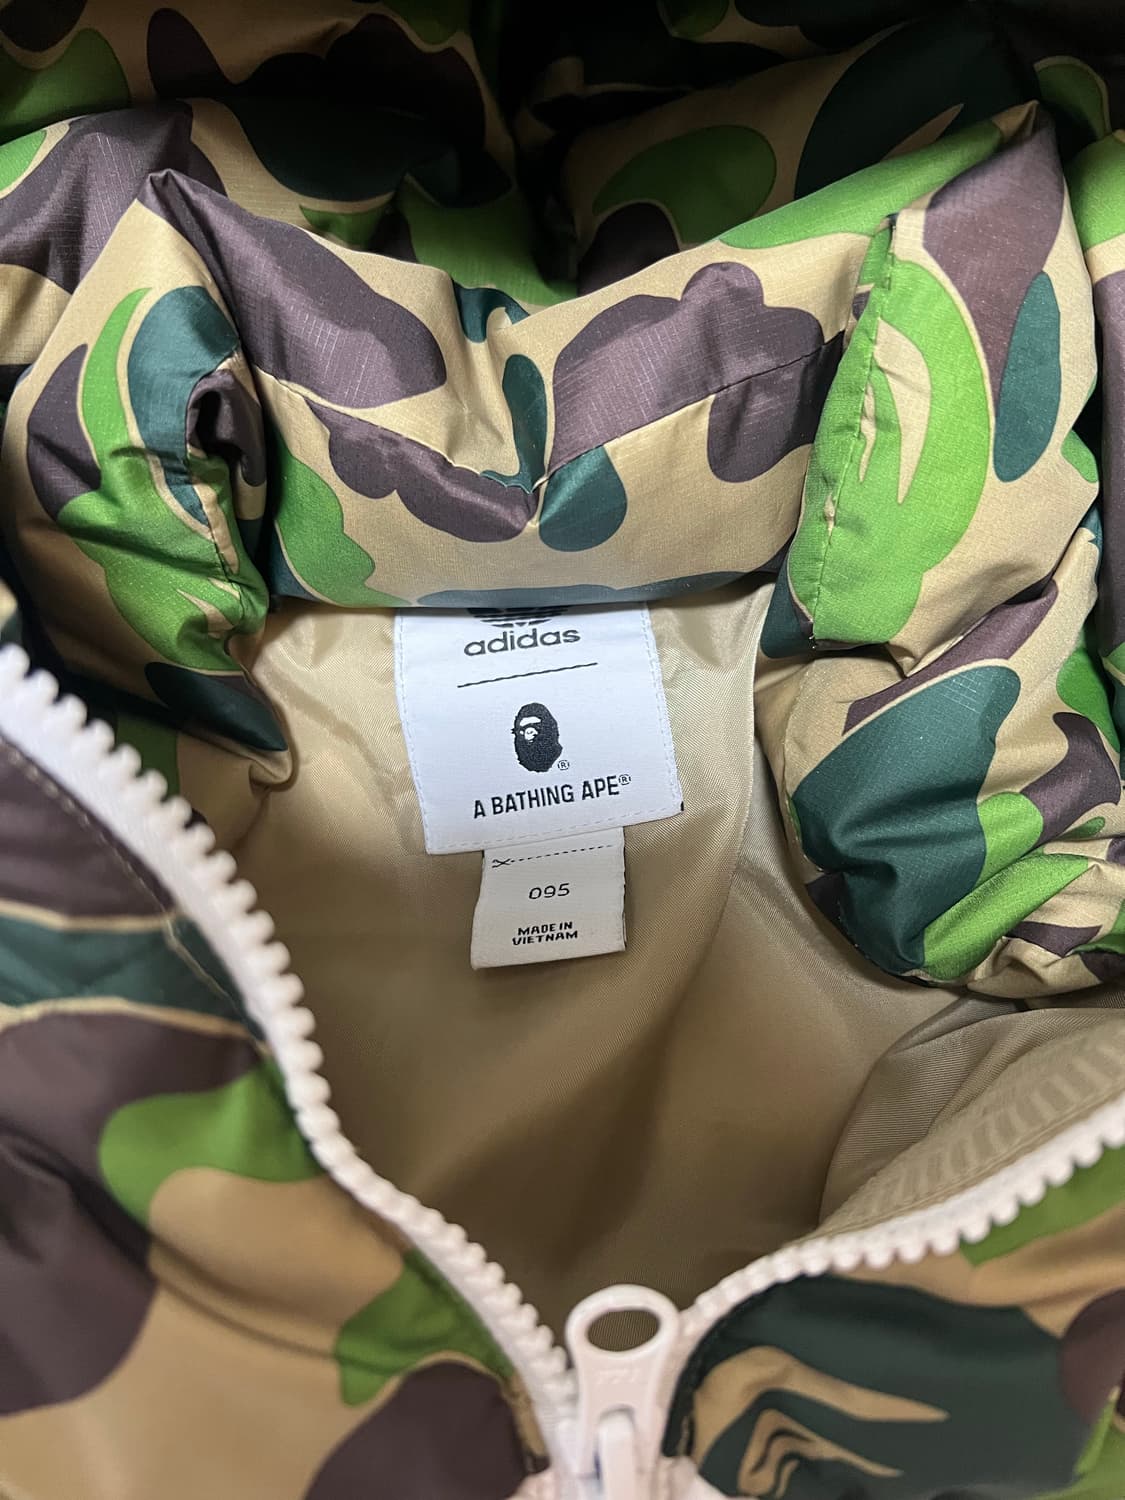 adidas
®
A BATHING APE®
095
MADE IN
VIETNAM